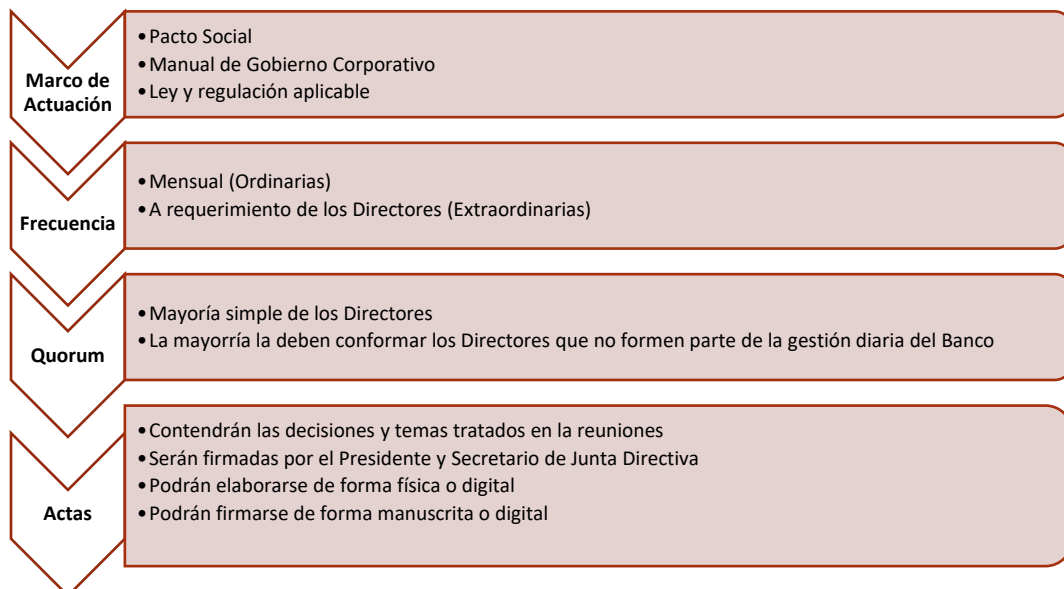 Marco de
Actuación
•Pacto Social
•Manual de Gobierno Corporativo
•Ley y regulación aplicable
Frecuencia
•Mensual (Ordinarias)
•A requerimiento de los Directores (Extraordinarias)
Quorum
•Mayoría simple de los Directores
•La mayorría la deben conformar los Directores que no formen parte de la gestión diaria del Banco
Actas
•Contendrán las decisiones y temas tratados en la reuniones
•Serán firmadas por el Presidente y Secretario de Junta Directiva
•Podrán elaborarse de forma física o digital
•Podrán firmarse de forma manuscrita o digital